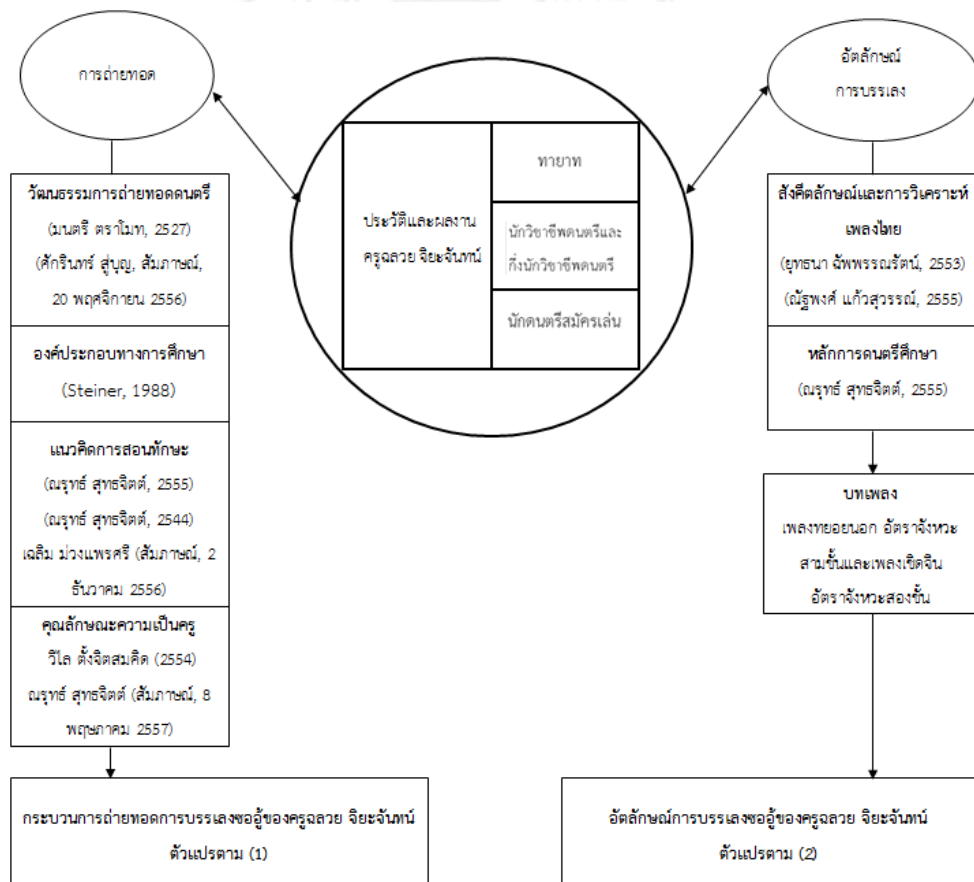 การถ่ายทอด
วัฒนธรรมการถ่ายทอดดนตรี
(มนตรี ตราโมท, 2527)
(ศักรินทร์ สู่บุญ, สัมภาษณ์,
20 พฤศจิกายน 2556)
องค์ประกอบทางการศึกษา
(Steiner, 1988)
แนวคิดการสอนทักษะ
(ณรุทธ์ สุทธจิตต์, 2555)
(ณรุทธ์ สุทธจิตต์, 2544)
เฉลิม ม่วงแพรศรี (สัมภาษณ์, 2
ธันวาคม 2556)
คุณลักษณะความเป็นครู
วิไล ตั้งจิตสมคิด (2554)
ณรุทธ์ สุทธจิตต์ (สัมภาษณ์, 8
พฤษภาคม 2557)
กระบวนการถ่ายทอดการบรรเลงซออู้ของครูฉลวย จิยะจันทน์
ตัวแปรตาม (1)
ประวัติและผลงาน
ครูฉลวย จิยะจันทน์
ทายาท
นักวิชาชีพดนตรีและ
กึ่งนักวิชาชีพดนตรี
นักดนตรีสมัครเล่น
อัตลักษณ์
การบรรเลง
สังคีตลักษณ์และการวิเคราะห์
เพลงไทย
(ยุทธนา ฉัพพรรณรัตน์, 2553)
(ณัฐพงศ์ แก้วสุวรรณ์, 2555)
หลักการดนตรีศึกษา
(ณรุทธ์ สุทธจิตต์, 2555)
บทเพลง
เพลงทยอยนอก อัตราจังหวะ
สามชั้นและเพลงเชิดจีน
อัตราจังหวะสองชั้น
อัตลักษณ์การบรรเลงซออู้ของครูฉลวย จิยะจันทน์
ตัวแปรตาม (2)